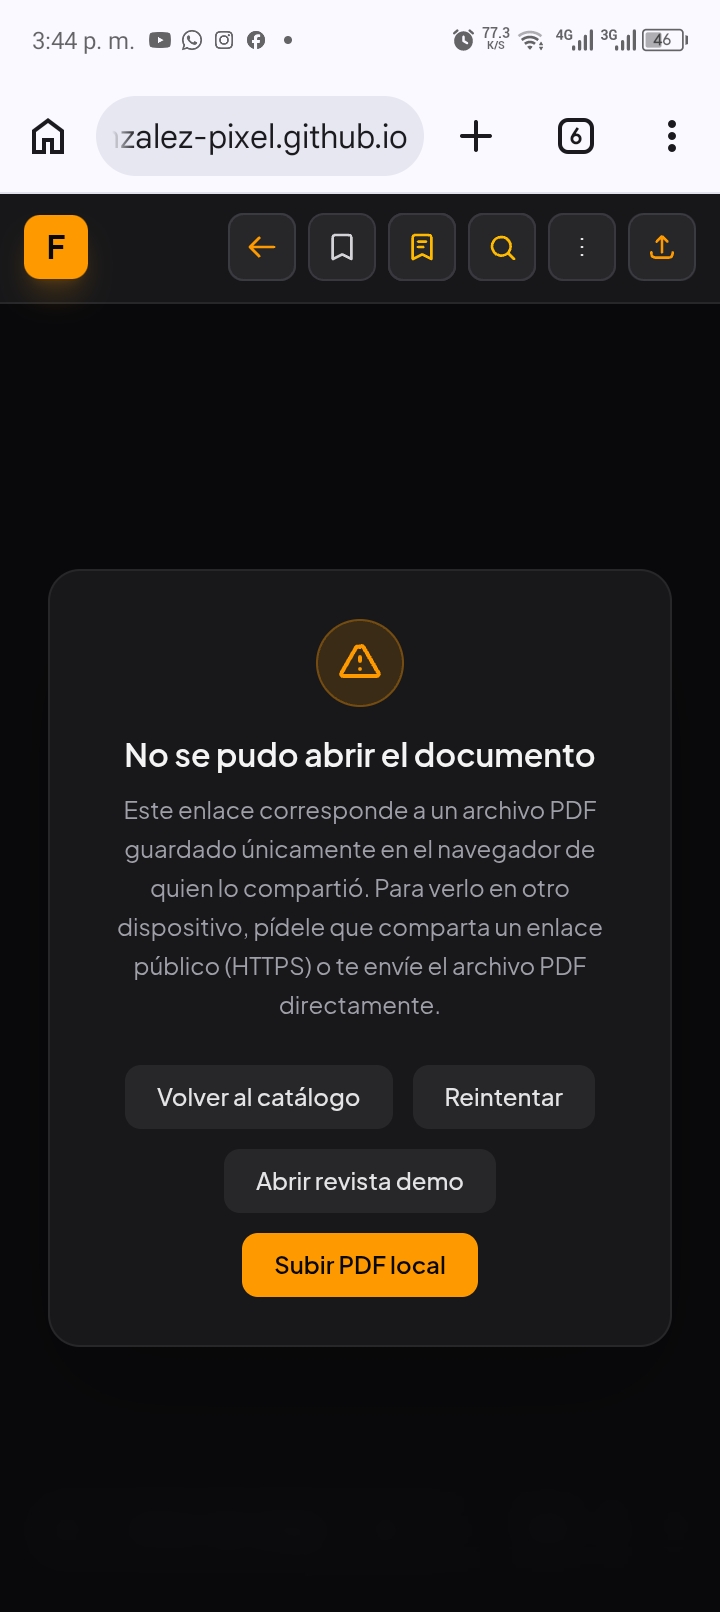 3:44 p. m.
77.3
K/S
4G
3G
46
nzalez-pixel.github.io
6
F
No se pudo abrir el documento
Este enlace corresponde a un archivo PDF
guardado únicamente en el navegador de
quien lo compartió. Para verlo en otro
dispositivo, pídele que comparta un enlace
público (HTTPS) o te envíe el archivo PDF
directamente.
Volver al catálogo
Reintentar
Abrir revista demo
Subir PDF local